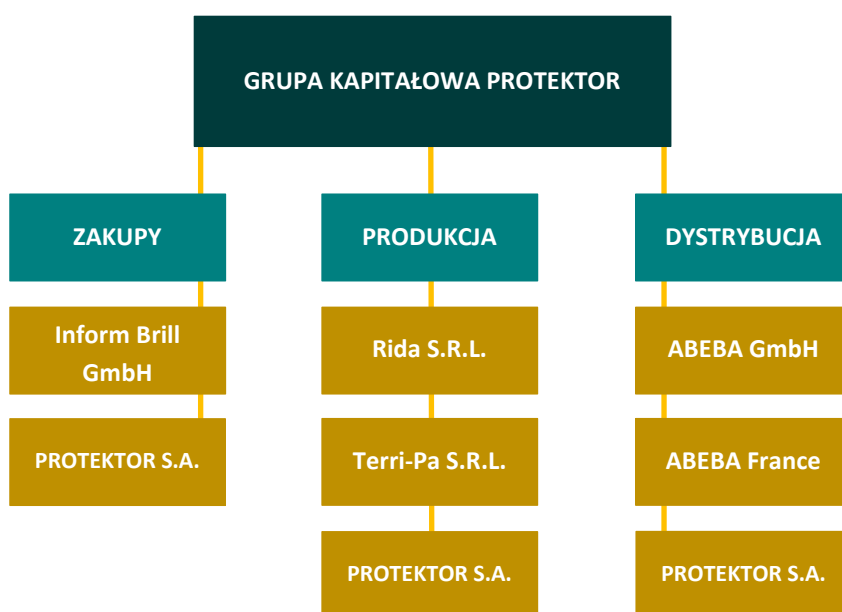 GRUPA KAPITAŁOWA PROTEKTOR
ZAKUPY
Inform Brill
GmbH
PROTEKTOR S.A.
PRODUKCJA
Rida S.R.L.
Terri-Pa S.R.L.
PROTEKTOR S.A.
DYSTRYBUCJA
ABEBA GmbH
ABEBA France
PROTEKTOR S.A.